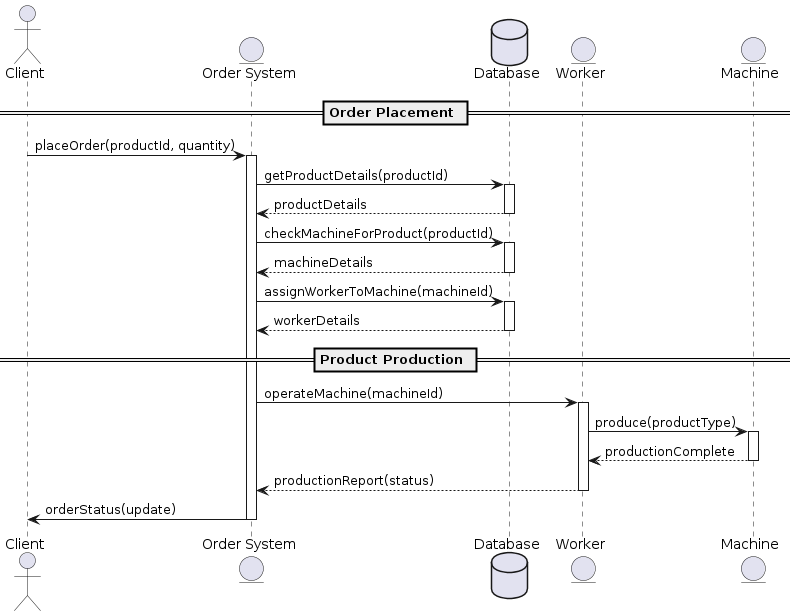 Client
Order System
Database
Worker
Machine
Order Placement
placeOrder(productId, quantity)
getProductDetails(productId)
productDetails
checkMachineForProduct(productId)
machineDetails
assignWorkerToMachine(machineId)
workerDetails
Product Production
operateMachine(machineId)
produce(productType)
productionComplete
productionReport(status)
orderStatus(update)
Client
Order System
Database
Worker
Machine